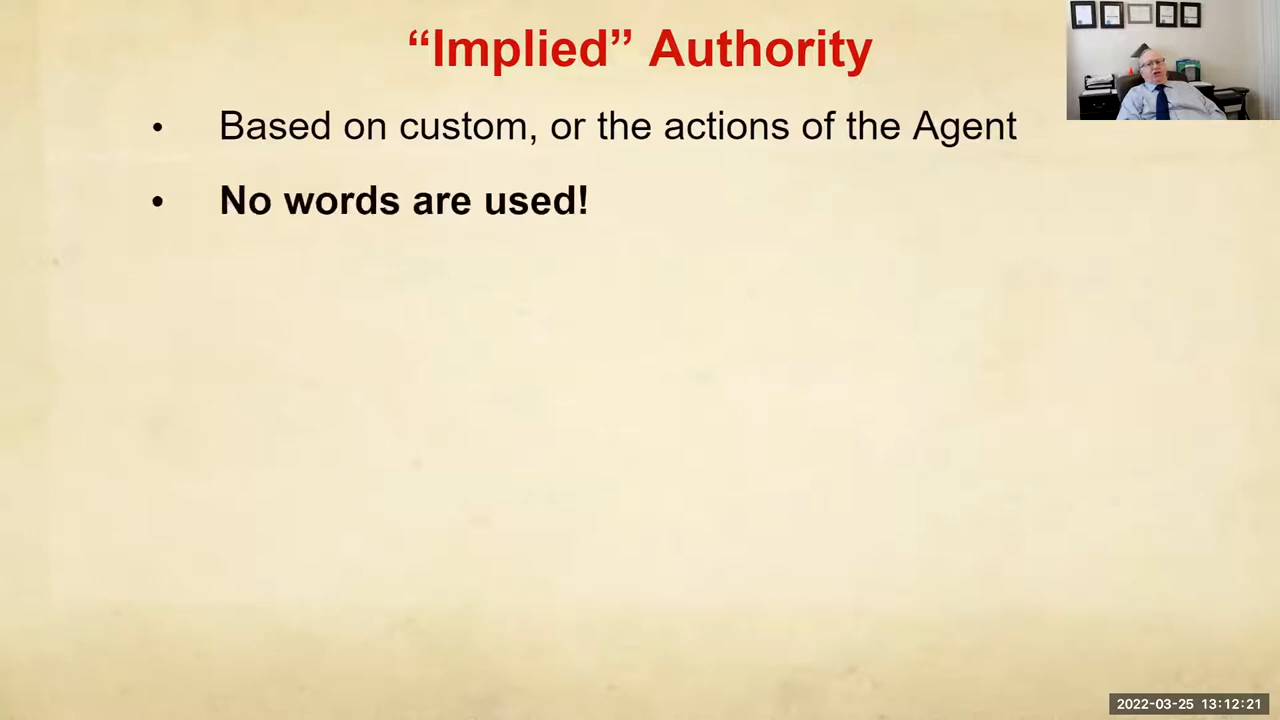 “Implied” Authority
• Based on custom, or the actions of the Agent
• No words are used!
2022-03-25 13:12:21